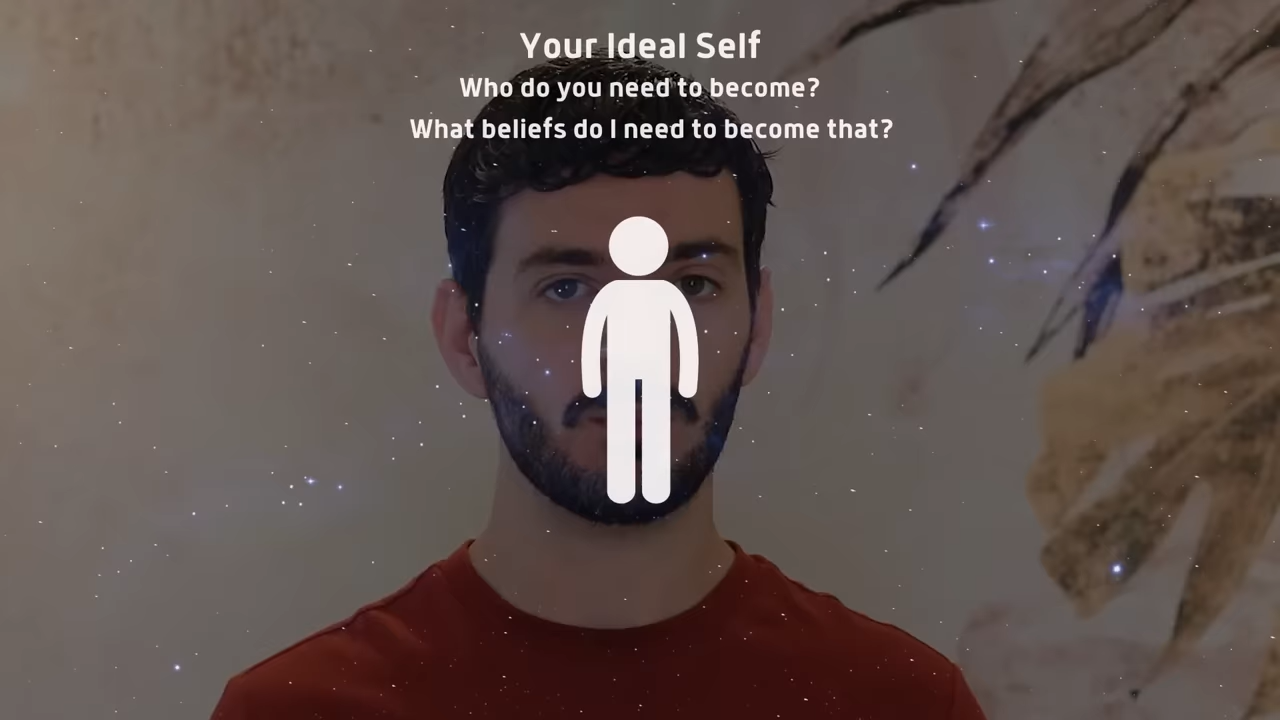 Your Ideal Self
Who do you need to become?
What beliefs do I need to become that?